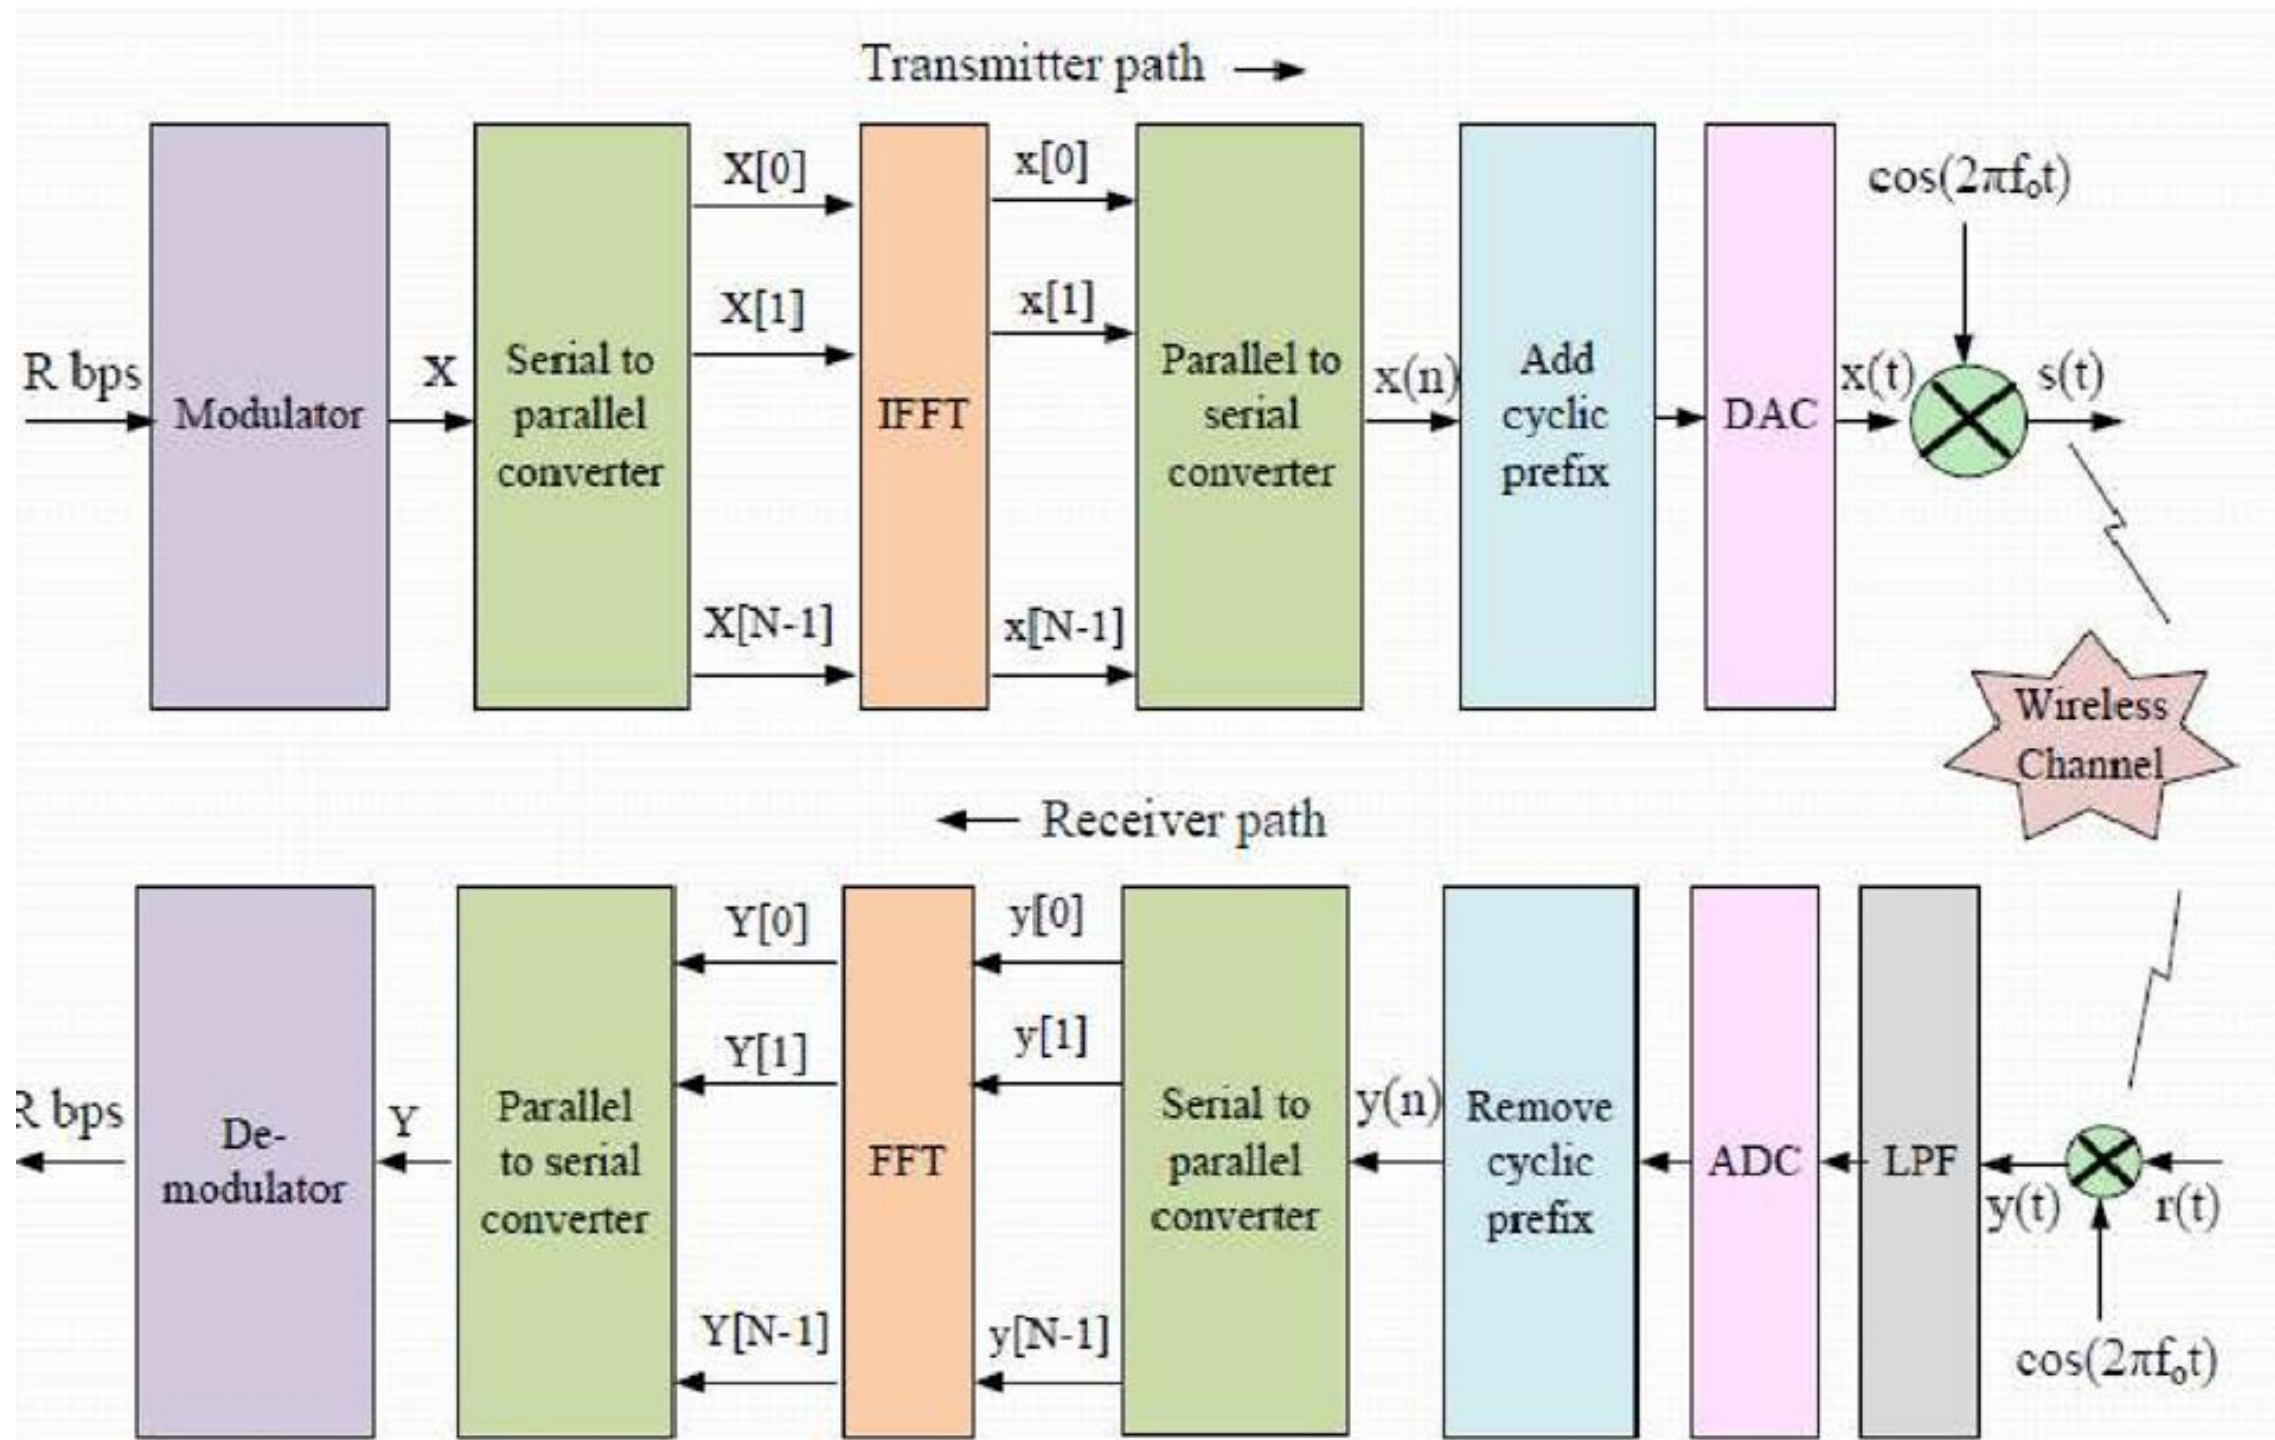 Transmitter path
R bps
Modulator
X
Serial to
parallel
converter
X[0]
X[1]
X[N-1]
IFFT
x[0]
x[1]
x[N-1]
Parallel to
serial
converter
x(n)
Add
cyclic
prefix
DAC
x(t)
cos(2πfₒt)
s(t)
Wireless
Channel
Receiver path
R bps
De-
modulator
Y
Parallel
to serial
converter
Y[0]
Y[1]
Y[N-1]
FFT
y[0]
y[1]
y[N-1]
Serial to
parallel
converter
y(n)
Remove
cyclic
prefix
ADC
LPF
y(t)
r(t)
cos(2πfₒt)